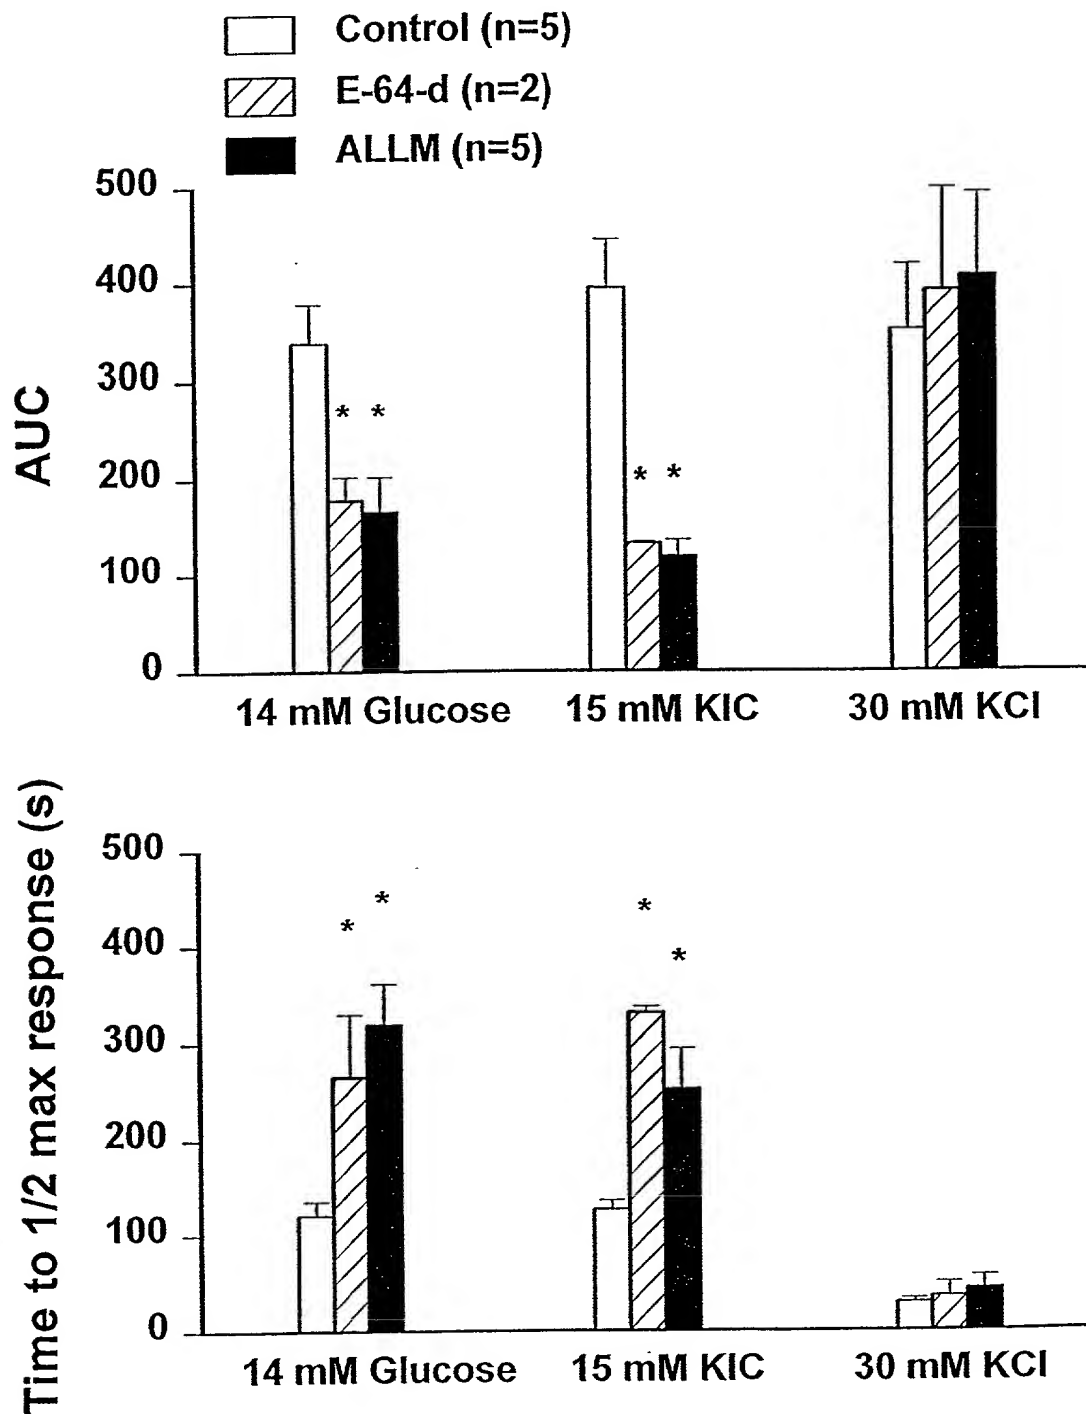 Control (n=5)
E-64-d (n=2)
ALLM (n=5)
AUC
500
400
300
200
100
0
* *
* *
14 mM Glucose 15 mM KIC 30 mM KCl
Time to 1/2 max response (s)
500
400
300
200
100
0
* *
* *
14 mM Glucose 15 mM KIC 30 mM KCl